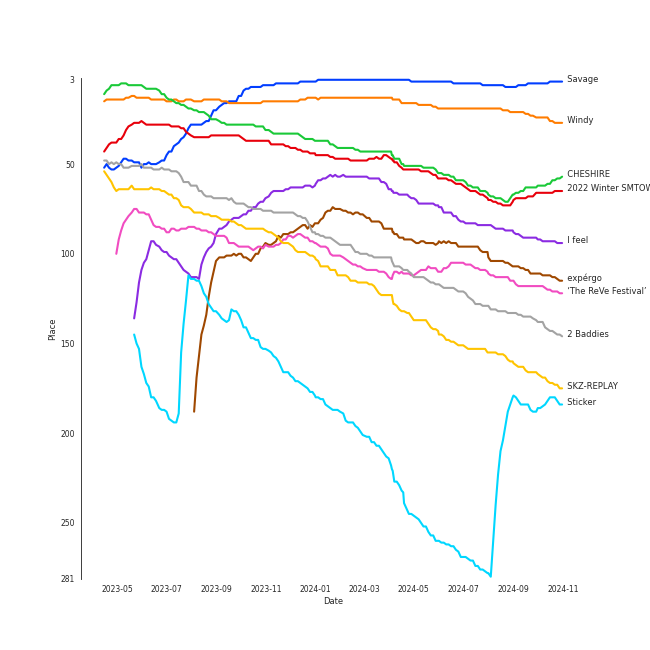 3
50
100
150
200
250
281
Place
2023-05
2023-07
2023-09
2023-11
2024-01
2024-03
2024-05
2024-07
2024-09
2024-11
Date
Savage
Windy
CHESHIRE
2022 Winter SMTOW
I feel
expérgo
‘The ReVe Festival’
2 Baddies
SKZ-REPLAY
Sticker